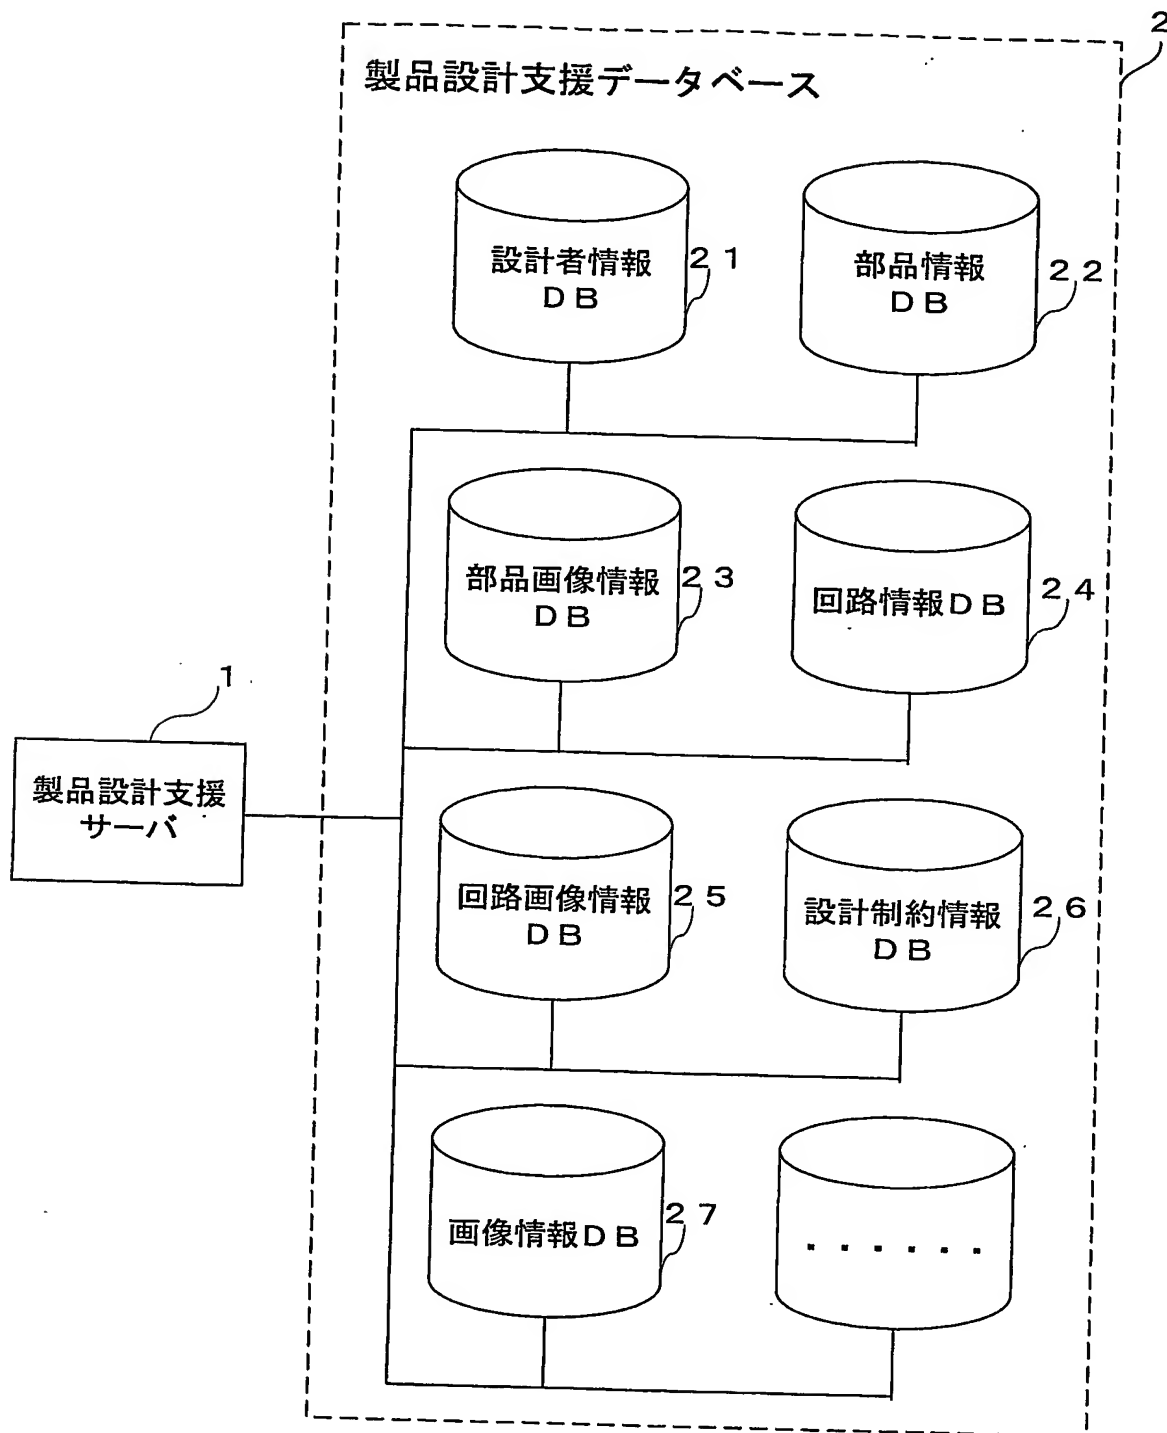 2
製品設計支援データベース
設計者情報
DB
21
部品情報
DB
22
部品画像情報
DB
23
回路情報DB
24
1
製品設計支援
サーバ
回路画像情報
DB
25
設計制約情報
DB
26
画像情報DB
27
......